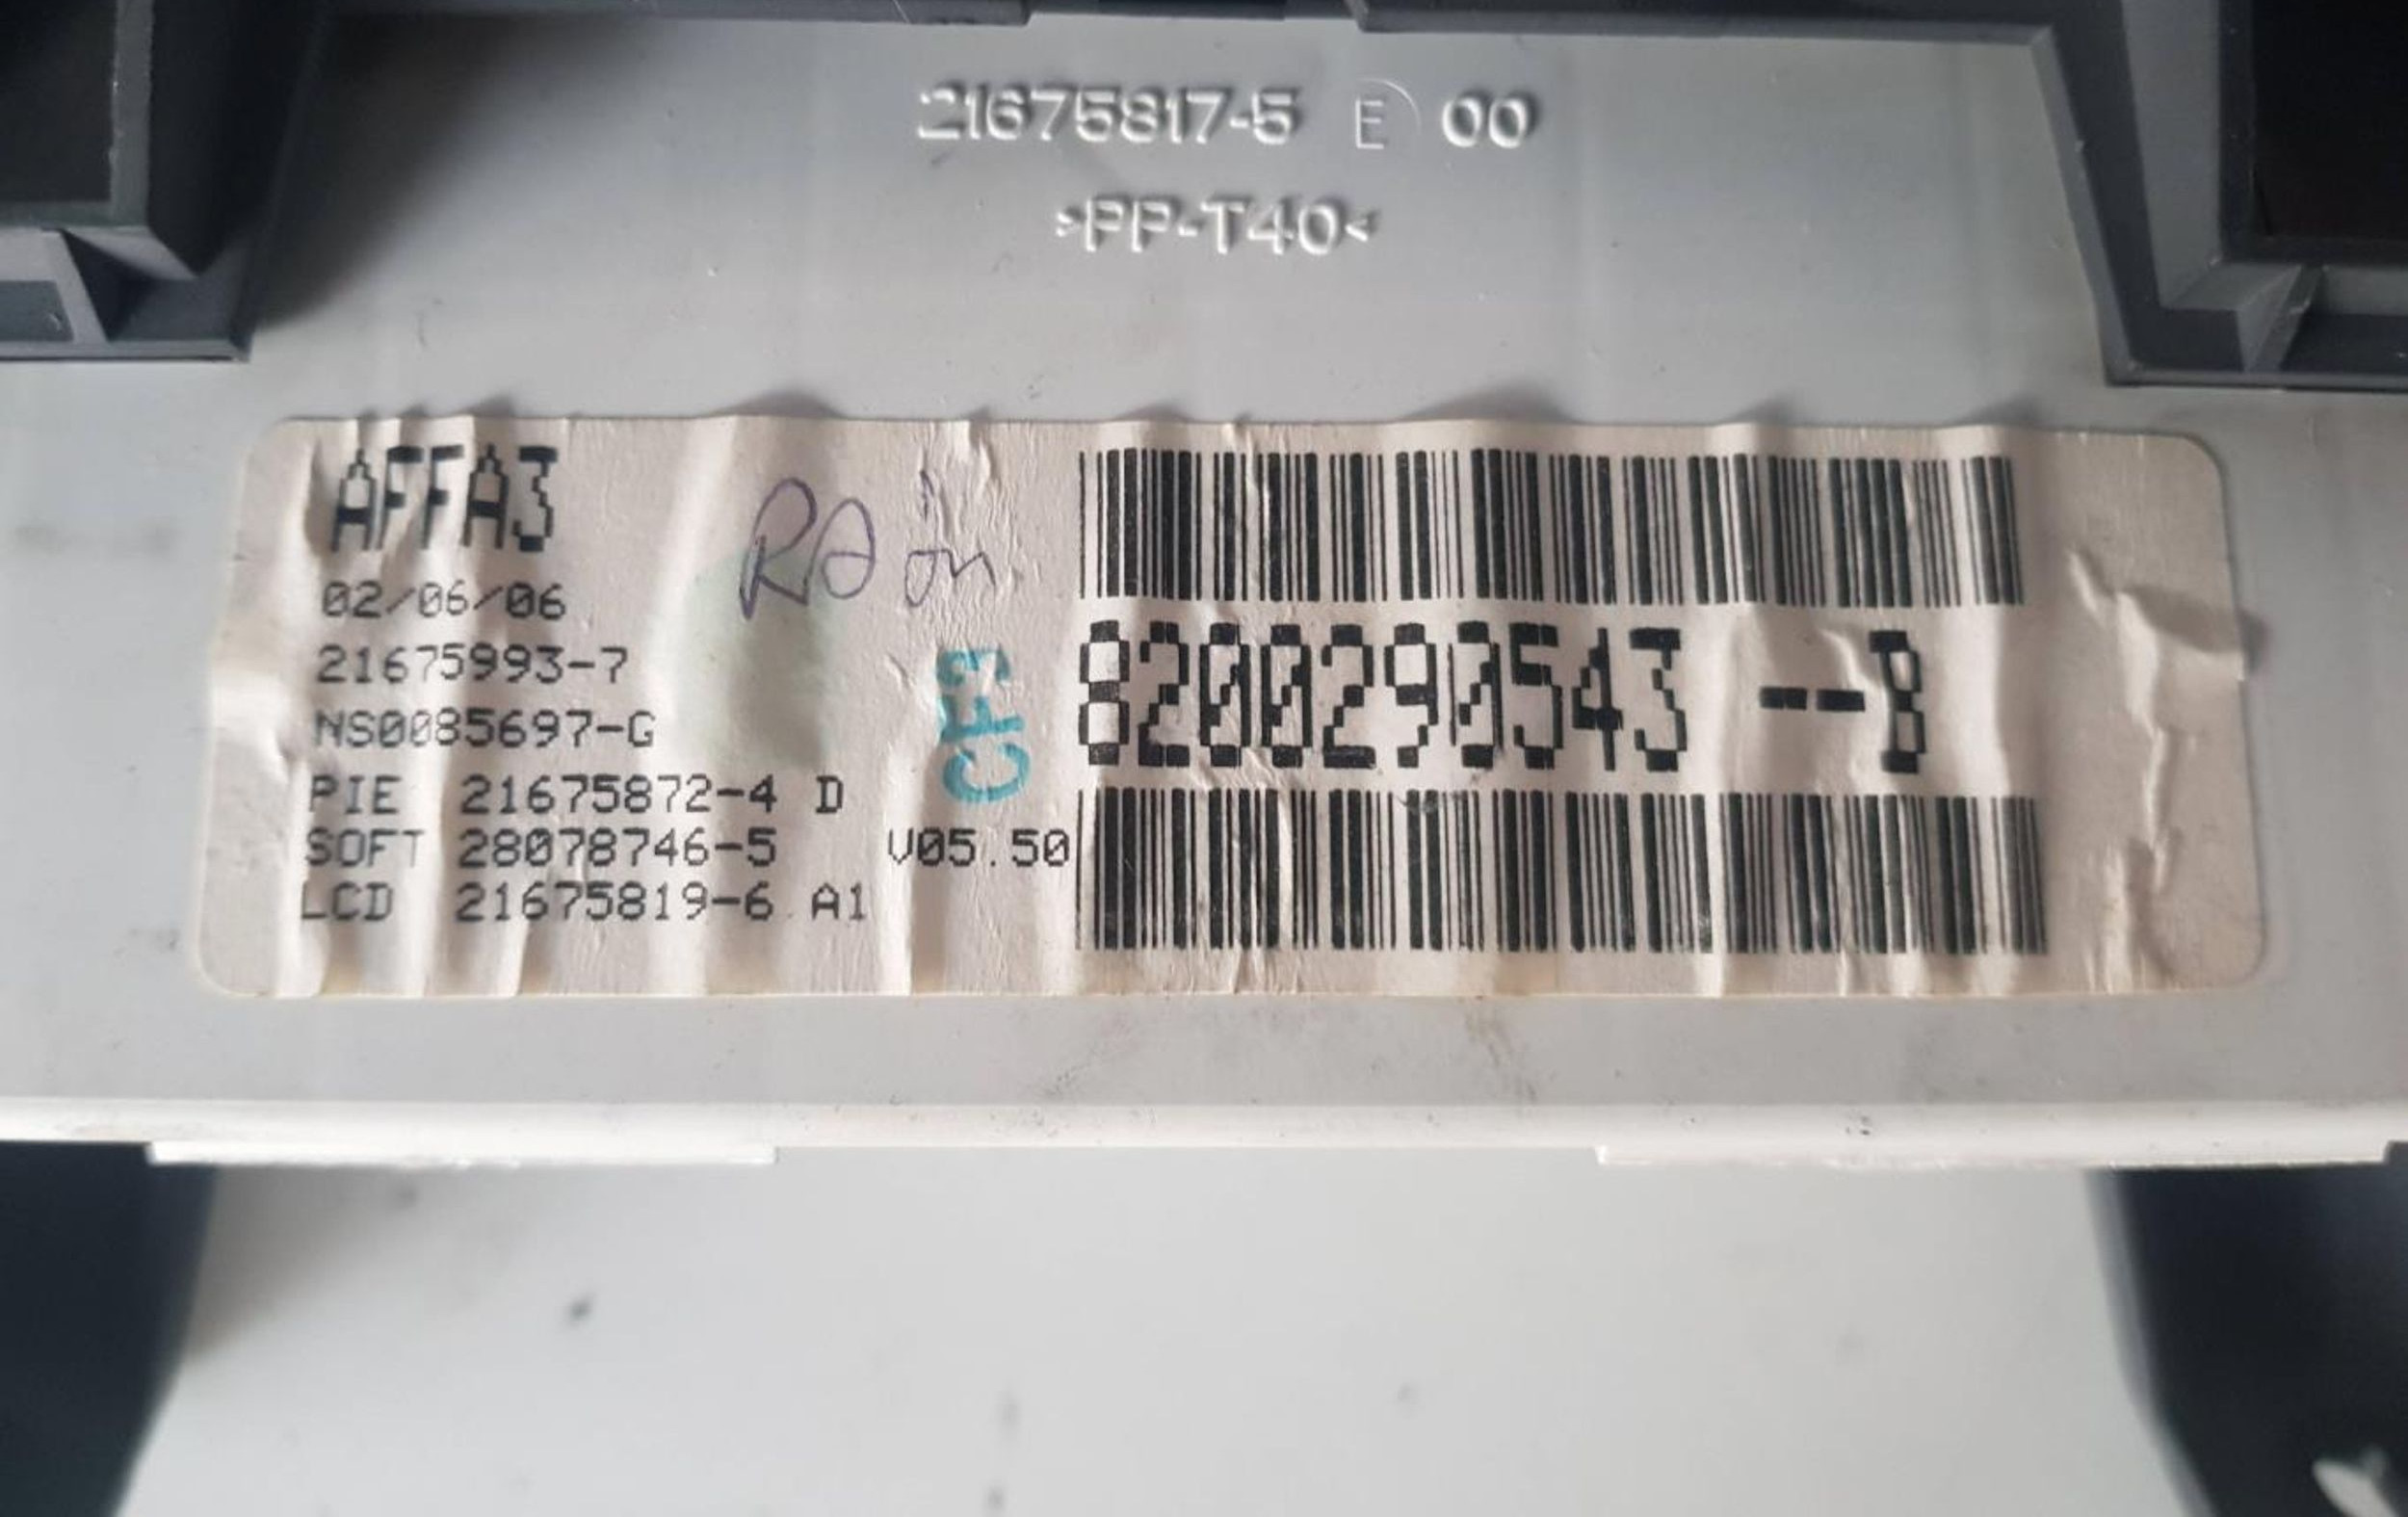 21675817-5 E 00
>PP-T40<
AFFA3
02/06/06
21675993-7
NS0085697-G
PIE 21675872-4 D
SOFT 28078746-5 V05.50
LCD 21675819-6 A1
CF3
8200290543 --B